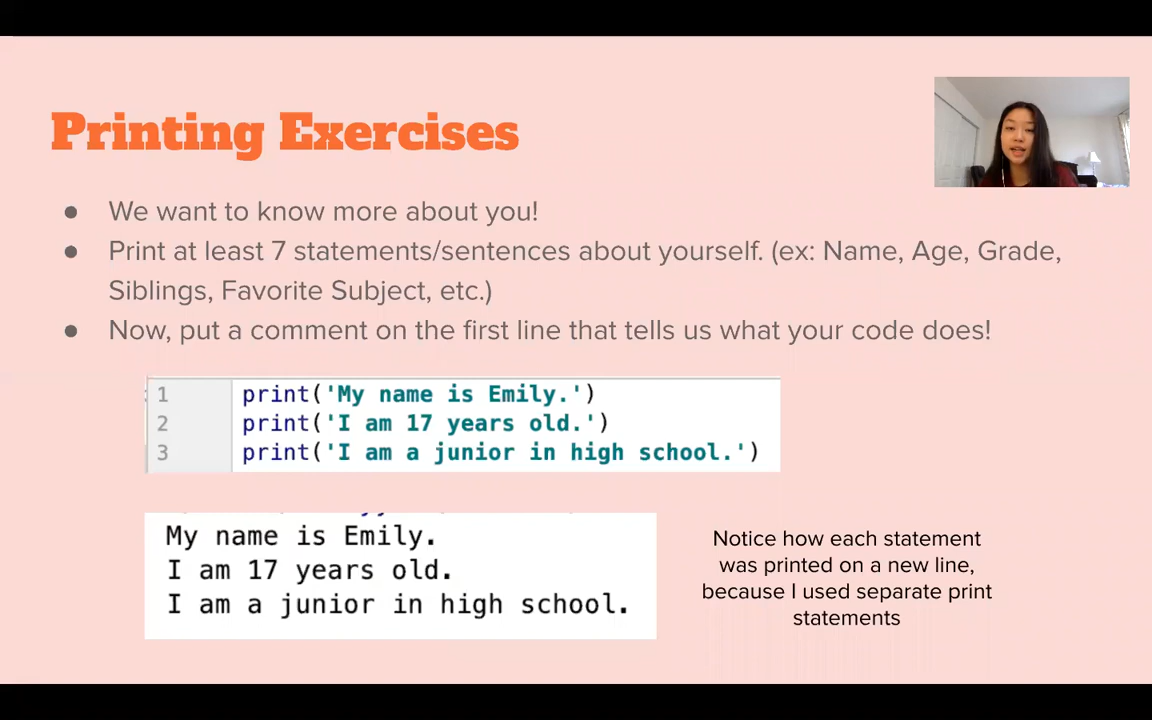 Printing Exercises
● We want to know more about you!
● Print at least 7 statements/sentences about yourself. (ex: Name, Age, Grade,
Siblings, Favorite Subject, etc.)
● Now, put a comment on the first line that tells us what your code does!
1 print('My name is Emily.')
2 print('I am 17 years old.')
3 print('I am a junior in high school.')
My name is Emily.
I am 17 years old.
I am a junior in high school.
Notice how each statement
was printed on a new line,
because I used separate print
statements